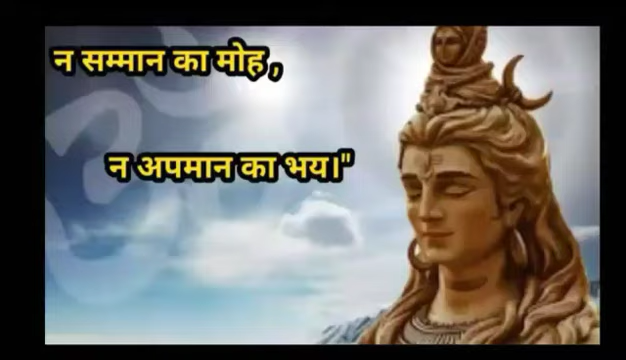 न सम्मान का मोह ,
न अपमान का भय।"